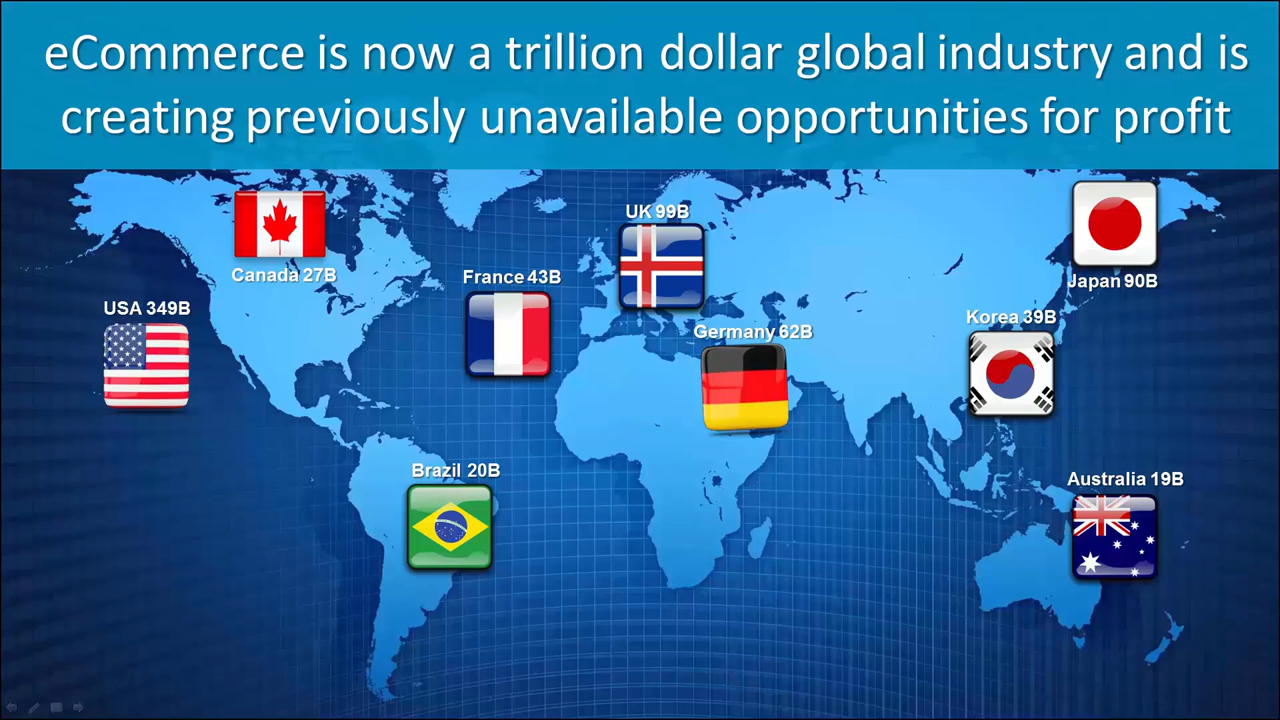 eCommerce is now a trillion dollar global industry and is
creating previously unavailable opportunities for profit
UK 99B
Canada 27B
France 43B
Japan 90B
USA 349B
Korea 39B
Germany 62B
Brazil 20B
Australia 19B